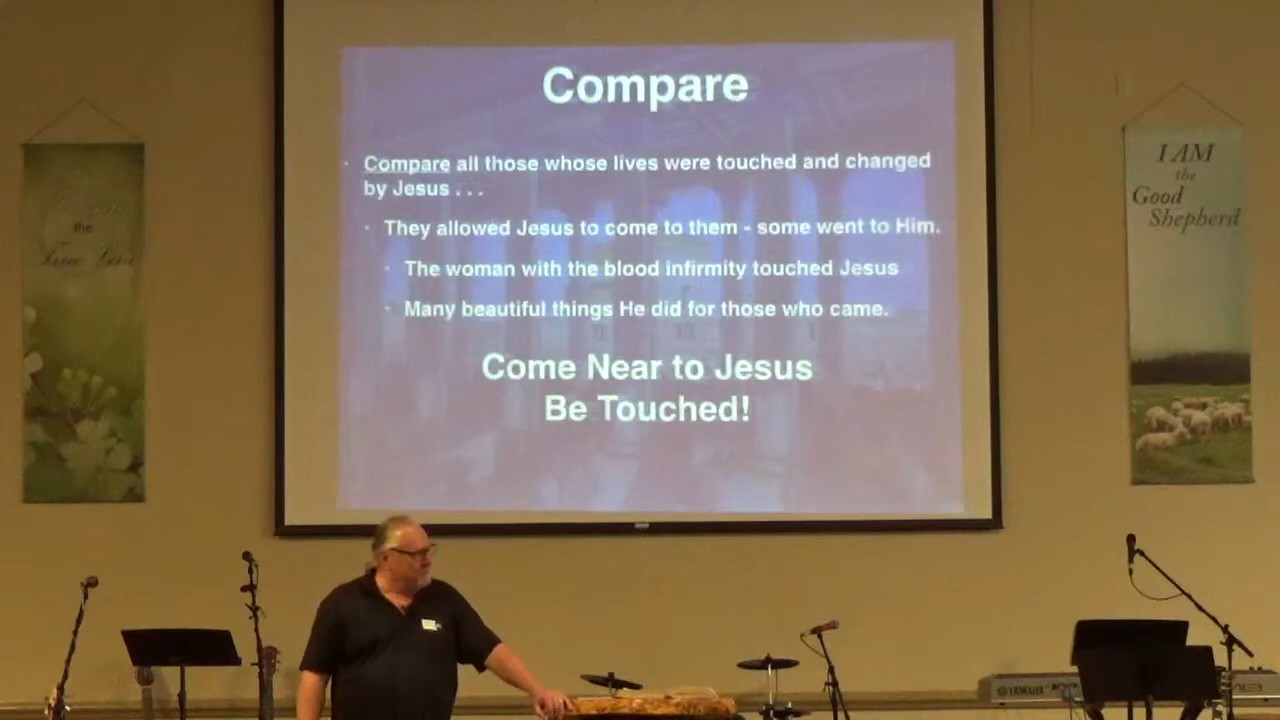 Compare
Compare all those whose lives were touched and changed
by Jesus . . .
They allowed Jesus to come to them - some went to Him.
The woman with the blood infirmity touched Jesus
Many beautiful things He did for those who came.
Come Near to Jesus
Be Touched!
the
True Vine
I AM
the
Good
Shepherd
YAMAHA